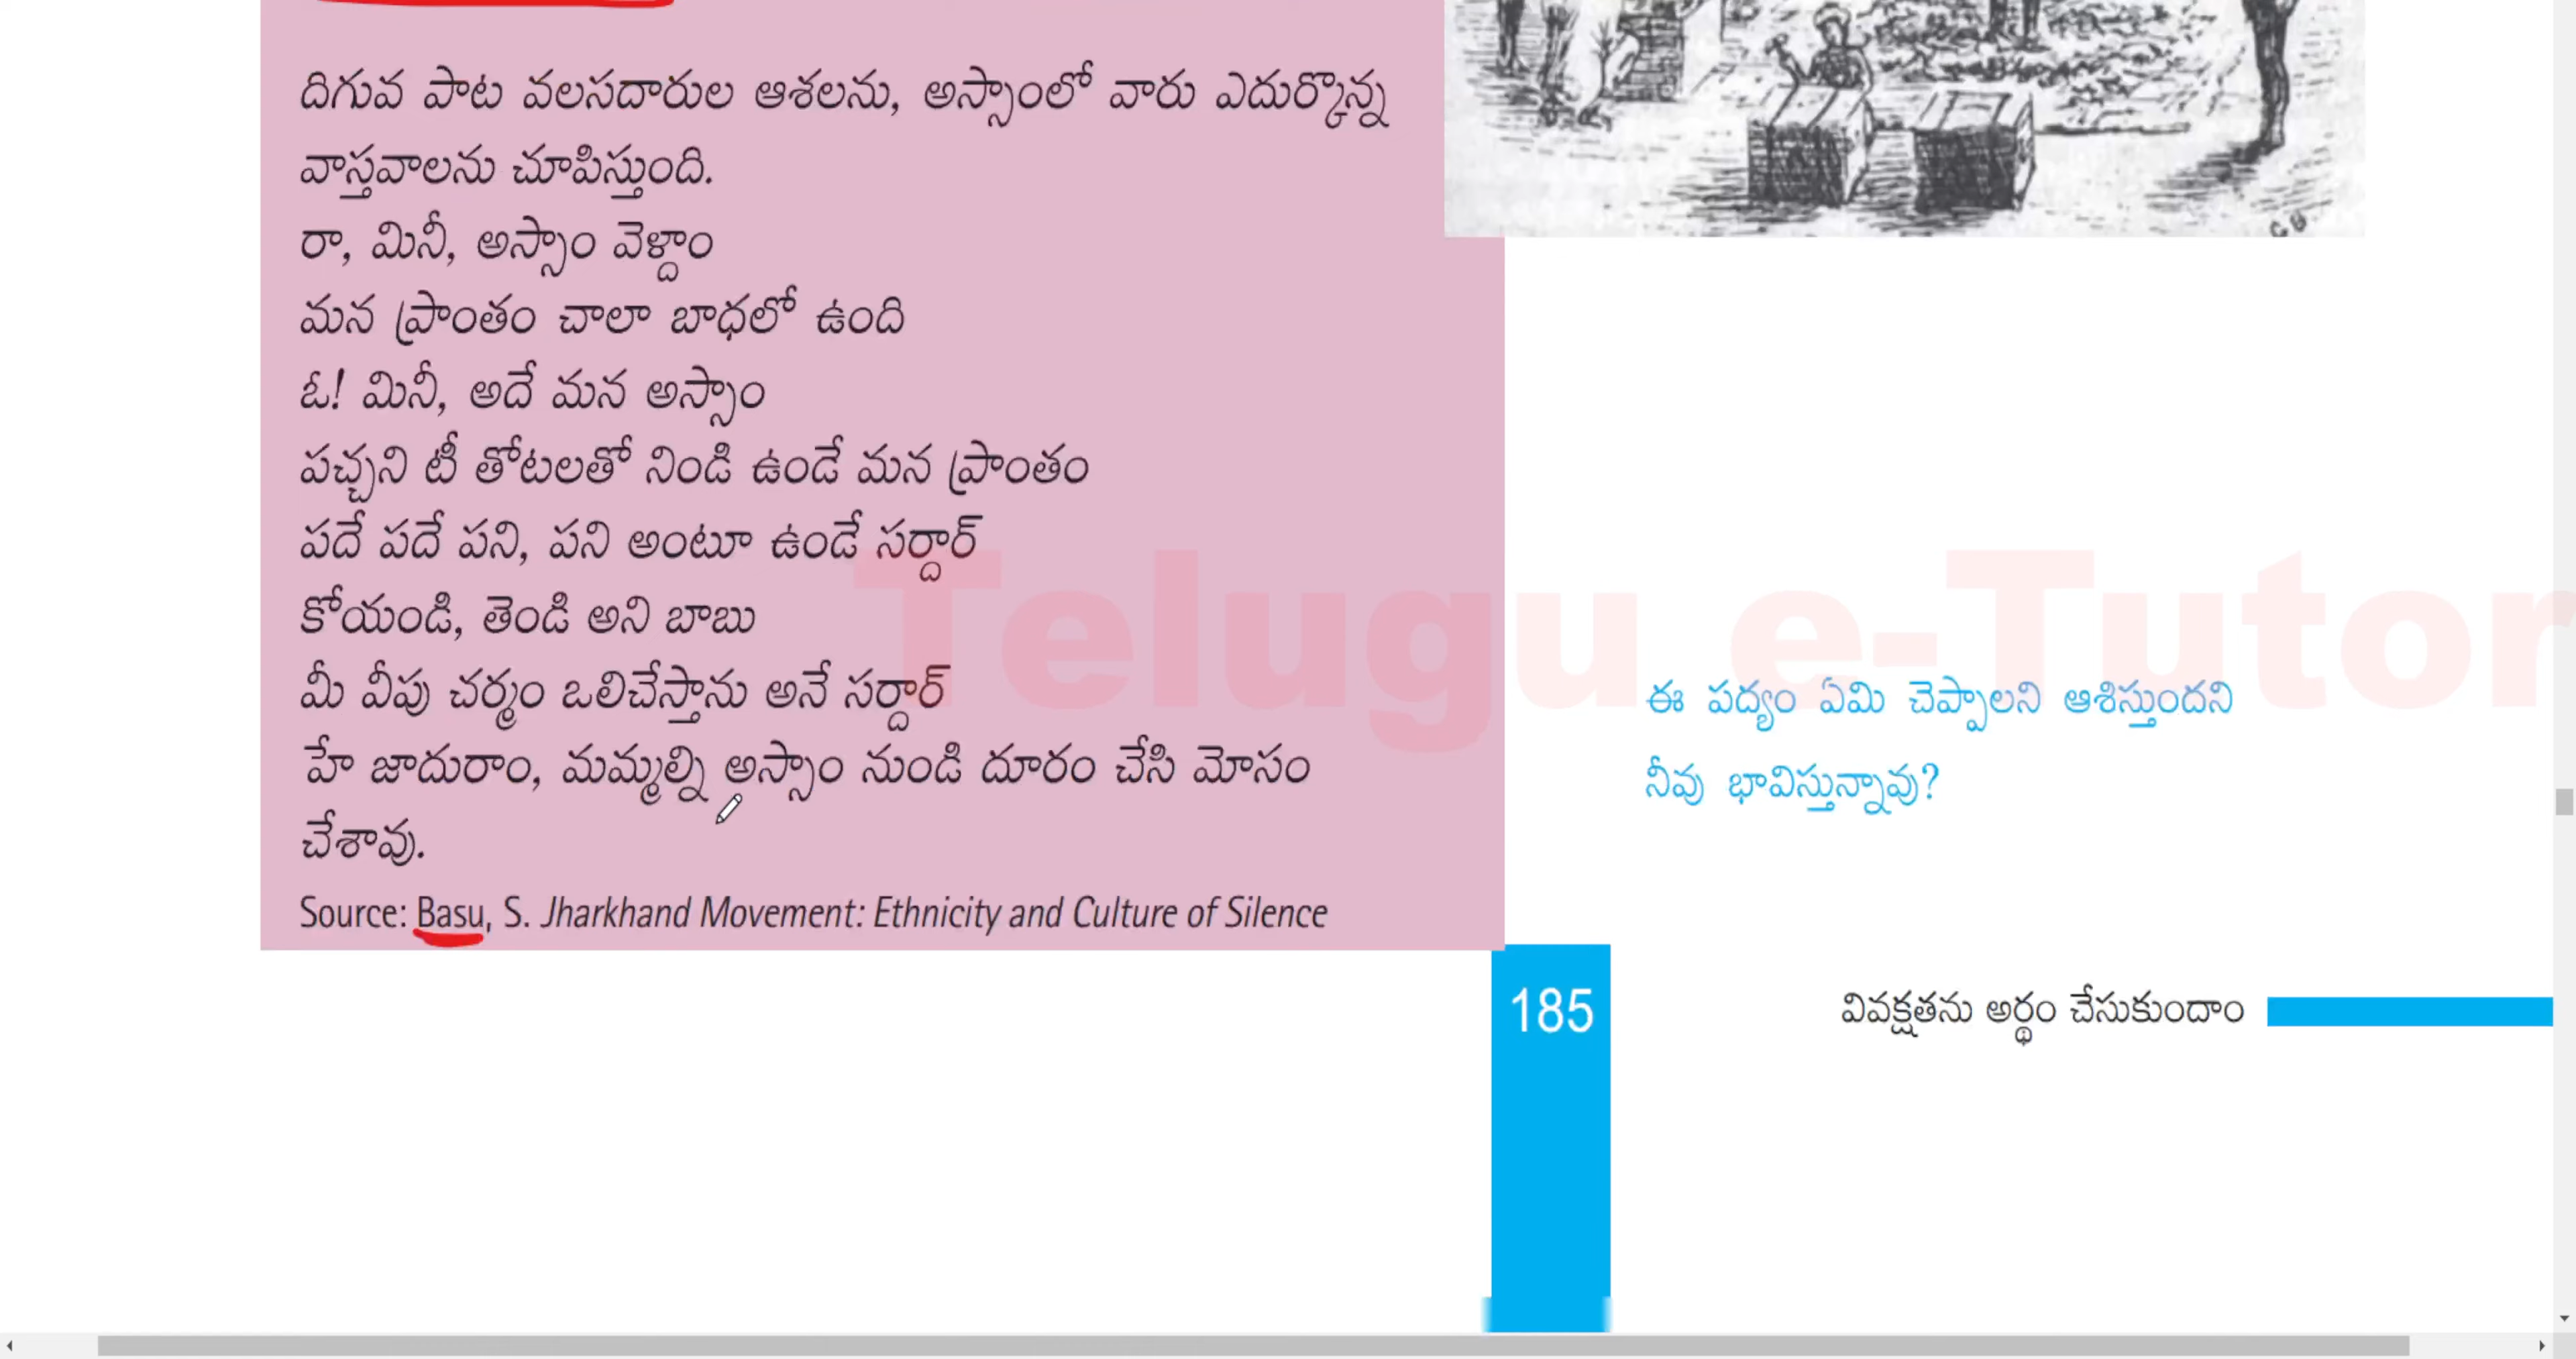 దిగువ పాట వలసదారుల ఆశలను, అస్సాంలో వారు ఎదుర్కొన్న
వాస్తవాలను చూపిస్తుంది.
రా, మినీ, అస్సాం వెళ్దాం
మన ప్రాంతం చాలా బాధలో ఉంది
ఓ! మినీ, అదే మన అస్సాం
పచ్చని టీ తోటలతో నిండి ఉండే మన ప్రాంతం
పదే పదే పని, పని అంటూ ఉండే సర్దార్
కోయండి, తెండి అని బాబు
మీ వీపు చర్మం ఒలిచేస్తాను అనే సర్దార్
హే జాదురాం, మమ్మల్ని అస్సాం నుండి దూరం చేసి మోసం
చేశావు.
Source: Basu, S. Jharkhand Movement: Ethnicity and Culture of Silence
Telugu e-Tutor
ఈ పద్యం ఏమి చెప్పాలని ఆశిస్తుందని
నీవు భావిస్తున్నావు?
185
వివక్షతను అర్థం చేసుకుందాం